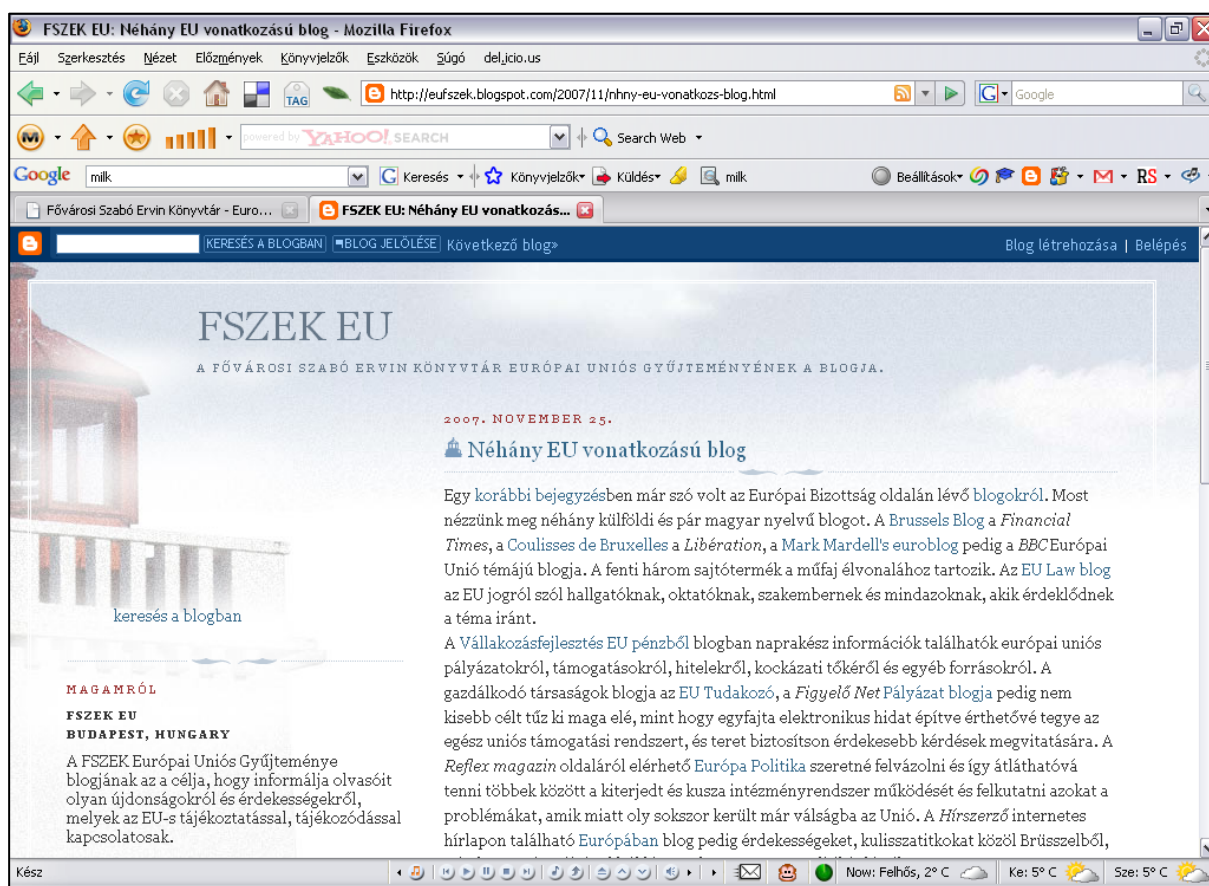 FSZEK EU: Néhány EU vonatkozású blog - Mozilla Firefox
Fájl Szerkesztés Nézet Előzmények Könyvjelzők Eszközök Súgó del.icio.us
TAG http://eufszek.blogspot.com/2007/11/nhny-eu-vonatkozs-blog.html G Google
powered by YAHOO! SEARCH Search Web
Google milk G Keresés Könyvjelzők Küldés milk Beállítások RS
Fővárosi Szabó Ervin Könyvtár - Euro... FSZEK EU: Néhány EU vonatkozás...
KERESÉS A BLOGBAN BLOG JELÖLÉSE Következő blog» Blog létrehozása | Belépés
FSZEK EU
A FŐVÁROSI SZABÓ ERVIN KÖNYVTÁR EURÓPAI UNIÓS GYŰJTEMÉNYÉNEK A BLOGJA.
2007. NOVEMBER 25.
Néhány EU vonatkozású blog
Egy korábbi bejegyzésben már szó volt az Európai Bizottság oldalán lévő blogokról. Most
nézzünk meg néhány külföldi és pár magyar nyelvű blogot. A Brussels Blog a Financial
Times, a Coulisses de Bruxelles a Libération, a Mark Mardell's euroblog pedig a BBC Európai
Unió témájú blogja. A fenti három sajtótermék a műfaj élvonalához tartozik. Az EU Law blog
az EU jogról szól hallgatóknak, oktatóknak, szakembernek és mindazoknak, akik érdeklődnek
a téma iránt.
A Vállakozásfejlesztés EU pénzből blogban naprakész információk találhatók európai uniós
pályázatokról, támogatásokról, hitelekről, kockázati tőkéről és egyéb forrásokról. A
gazdálkodó társaságok blogja az EU Tudakozó, a Figyelő Net Pályázat blogja pedig nem
kisebb célt tűz ki maga elé, mint hogy egyfajta elektronikus hidat építve érthetővé tegye az
egész uniós támogatási rendszert, és teret biztosítson érdekesebb kérdések megvitatására. A
Reflex magazin oldaláról elérhető Európa Politika szeretné felvázolni és így átláthatóvá
tenni többek között a kiterjedt és kusza intézményrendszer működését és felkutatni azokat a
problémákat, amik miatt oly sokszor került már válságba az Unió. A Hírszerző internetes
hírlapon található Európában blog pedig érdekességeket, kulisszatitkokat közöl Brüsszelből,
keresés a blogban
MAGAMRÓL
FSZEK EU
BUDAPEST, HUNGARY
A FSZEK Európai Uniós Gyűjteménye
blogjának az a célja, hogy informálja olvasóit
olyan újdonságokról és érdekességekről,
melyek az EU-s tájékoztatással, tájékozódással
kapcsolatosak.
Kész Now: Felhős, 2° C Ke: 5° C Sze: 5° C